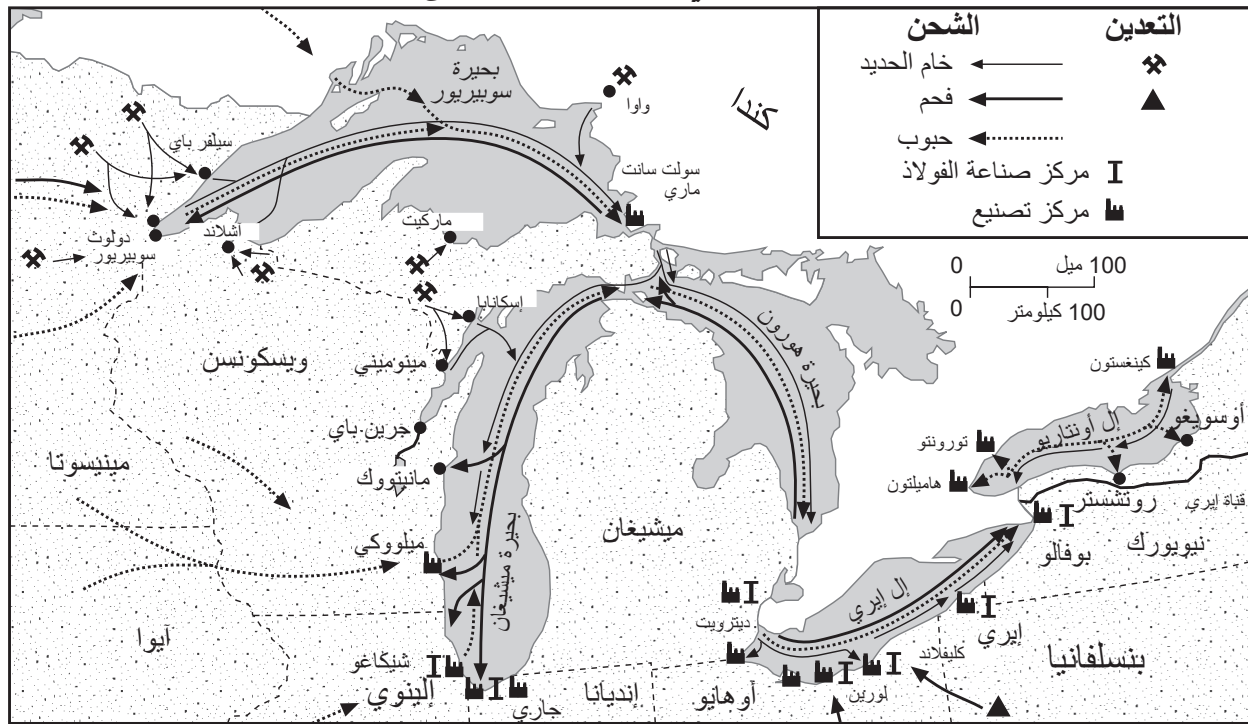 التعدين
الشحن
خام الحديد
فحم
حبوب
مركز صناعة الفولاذ
مركز تصنيع
0 ميل 100
0 كيلومتر 100
كندا
بحيرة
سوبيريور
واوا
سيلفر باي
سولت سانت
ماري
ماركيت
أشلاند
دولوث
سوبيريور
إسكانابا
مينوميني
ويسكونسن
جرين باي
مانيتووك
مينيسوتا
ميلووكي
بحيرة ميشيغان
ميشيغان
بحيرة هورون
كينغستون
أوسويغو
إل أونتاريو
تورونتو
هاميلتون
روتشستر
قناة إيري
نيويورك
بوفالو
إل إيري
إيري
ديترويت
كليفلاند
لورين
بنسلفانيا
أوهايو
إنديانا
جاري
شيكاغو
إلينوي
آيوا